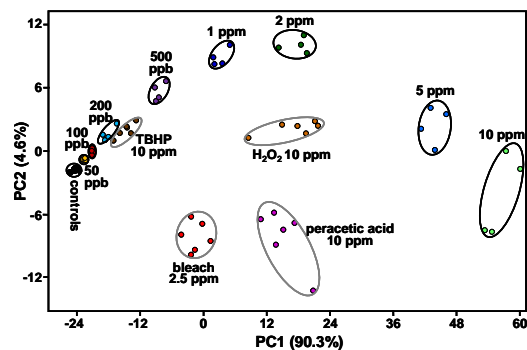 12
6
0
-6
-12
PC2 (4.6%)
1 ppm
2 ppm
500
ppb
200
ppb
5 ppm
TBHP
10 ppm
100
ppb
50
ppb
controls
H₂O₂ 10 ppm
10 ppm
peracetic acid
10 ppm
bleach
2.5 ppm
-24 -12 0 12 24 36 48 60
PC1 (90.3%)